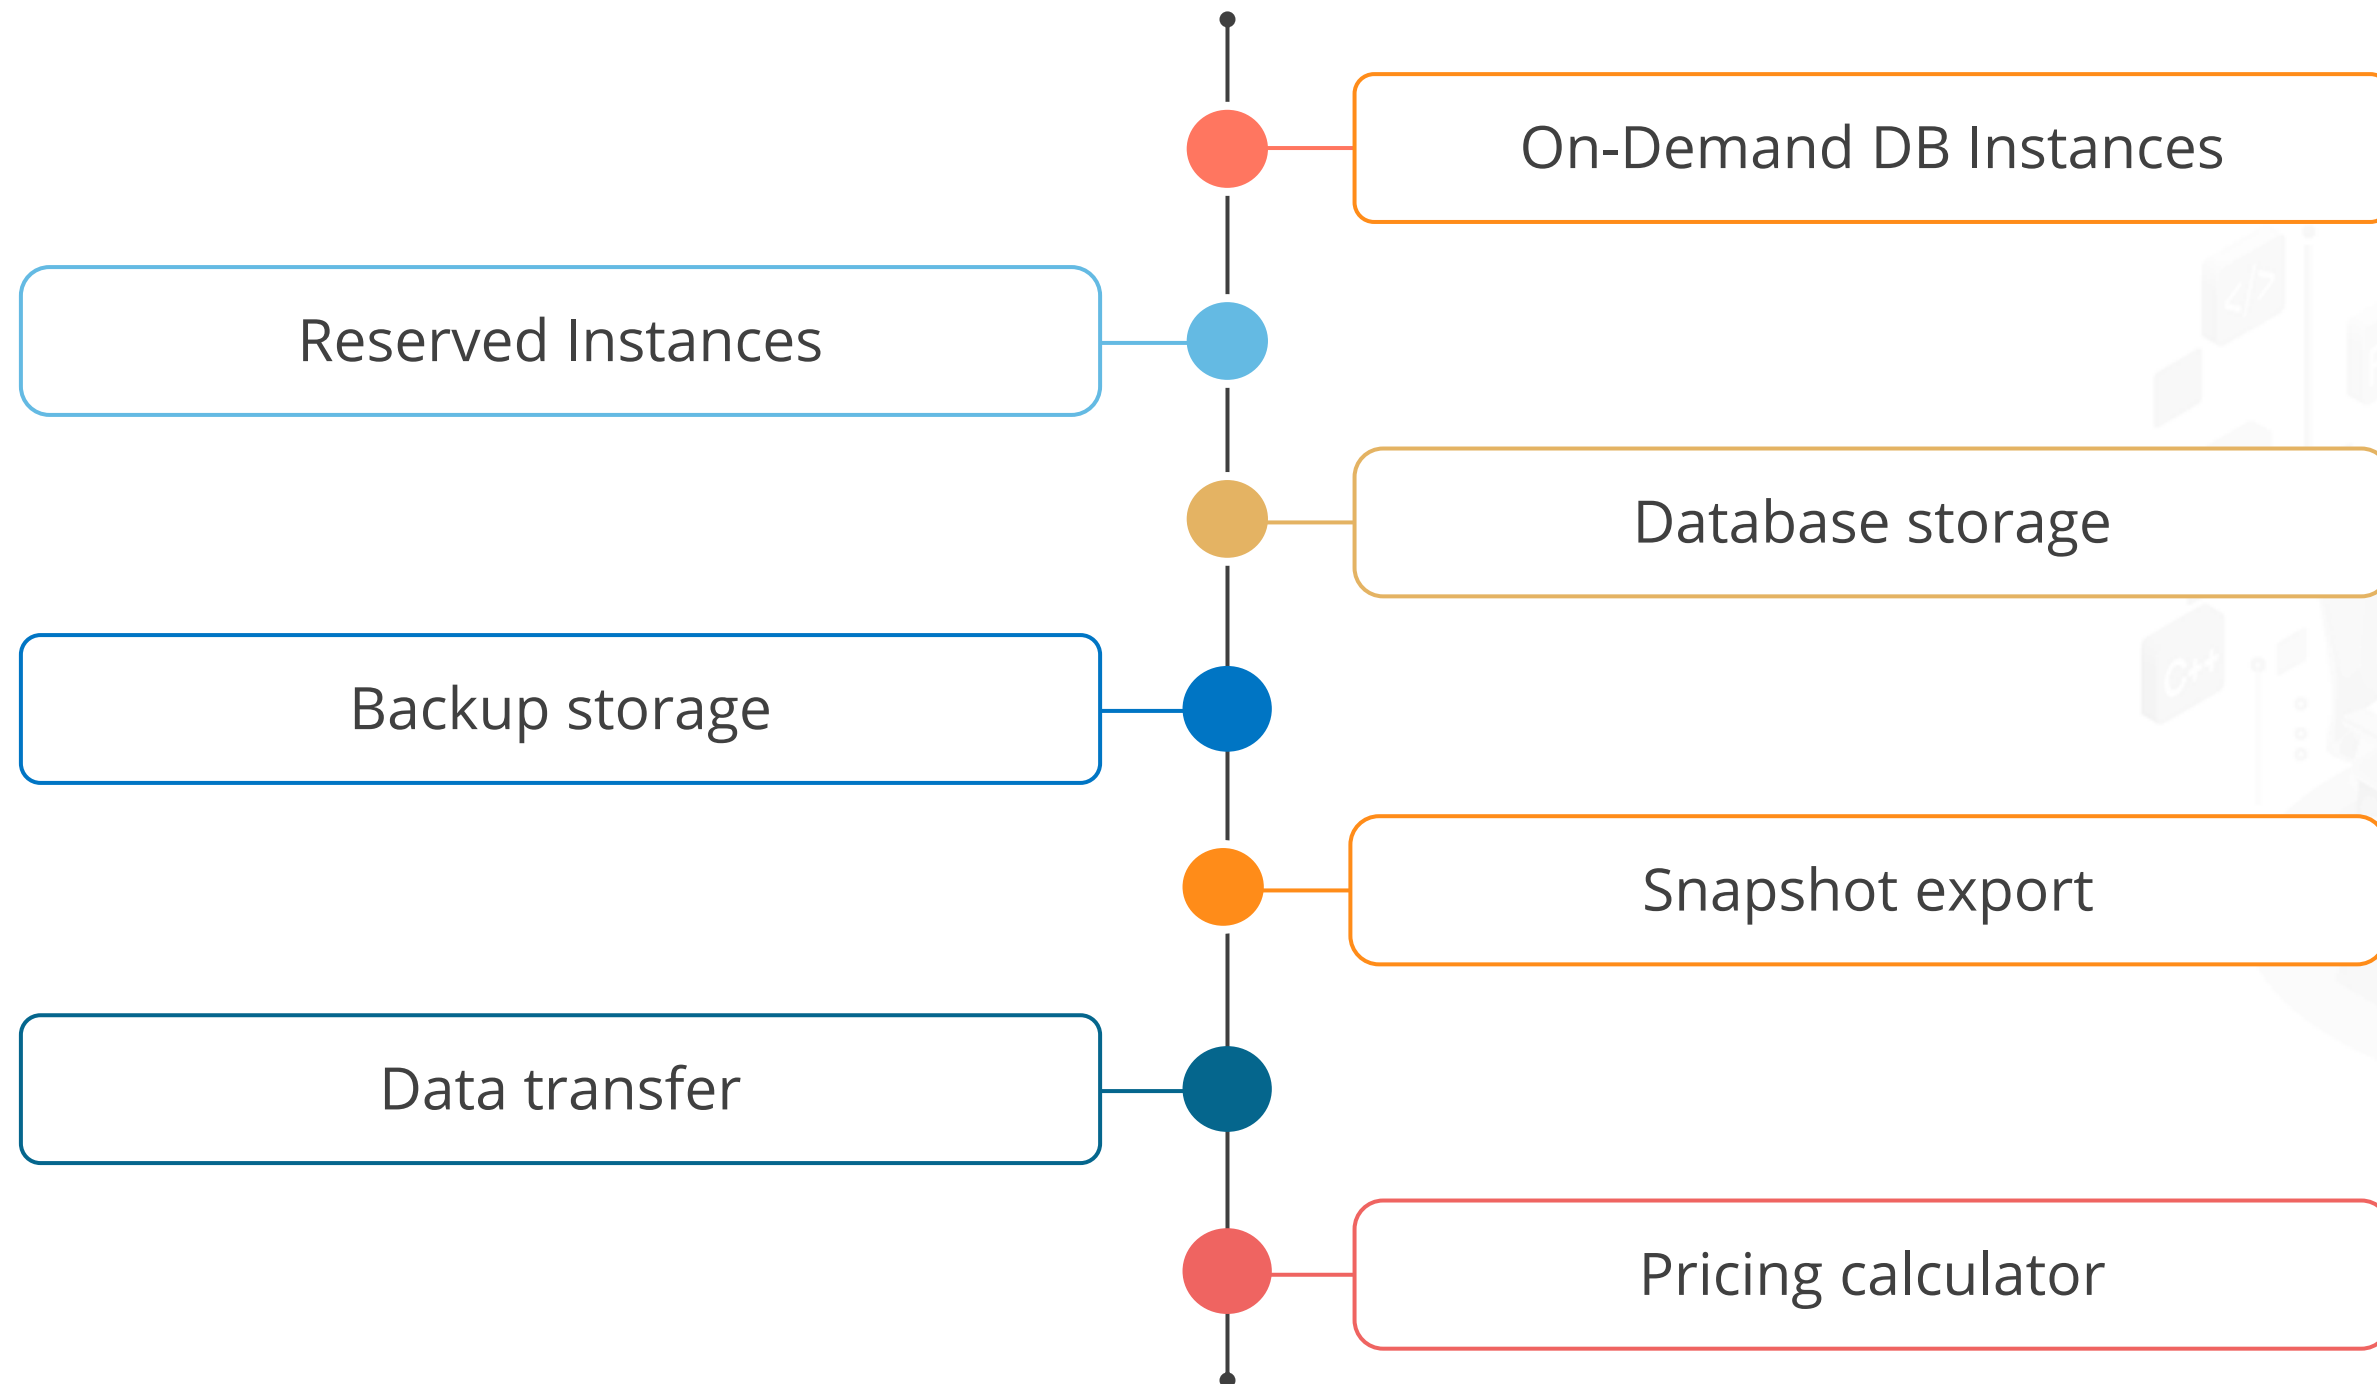 On-Demand DB Instances
Reserved Instances
</>
Database storage
Backup storage
C++
Snapshot export
Data transfer
Pricing calculator